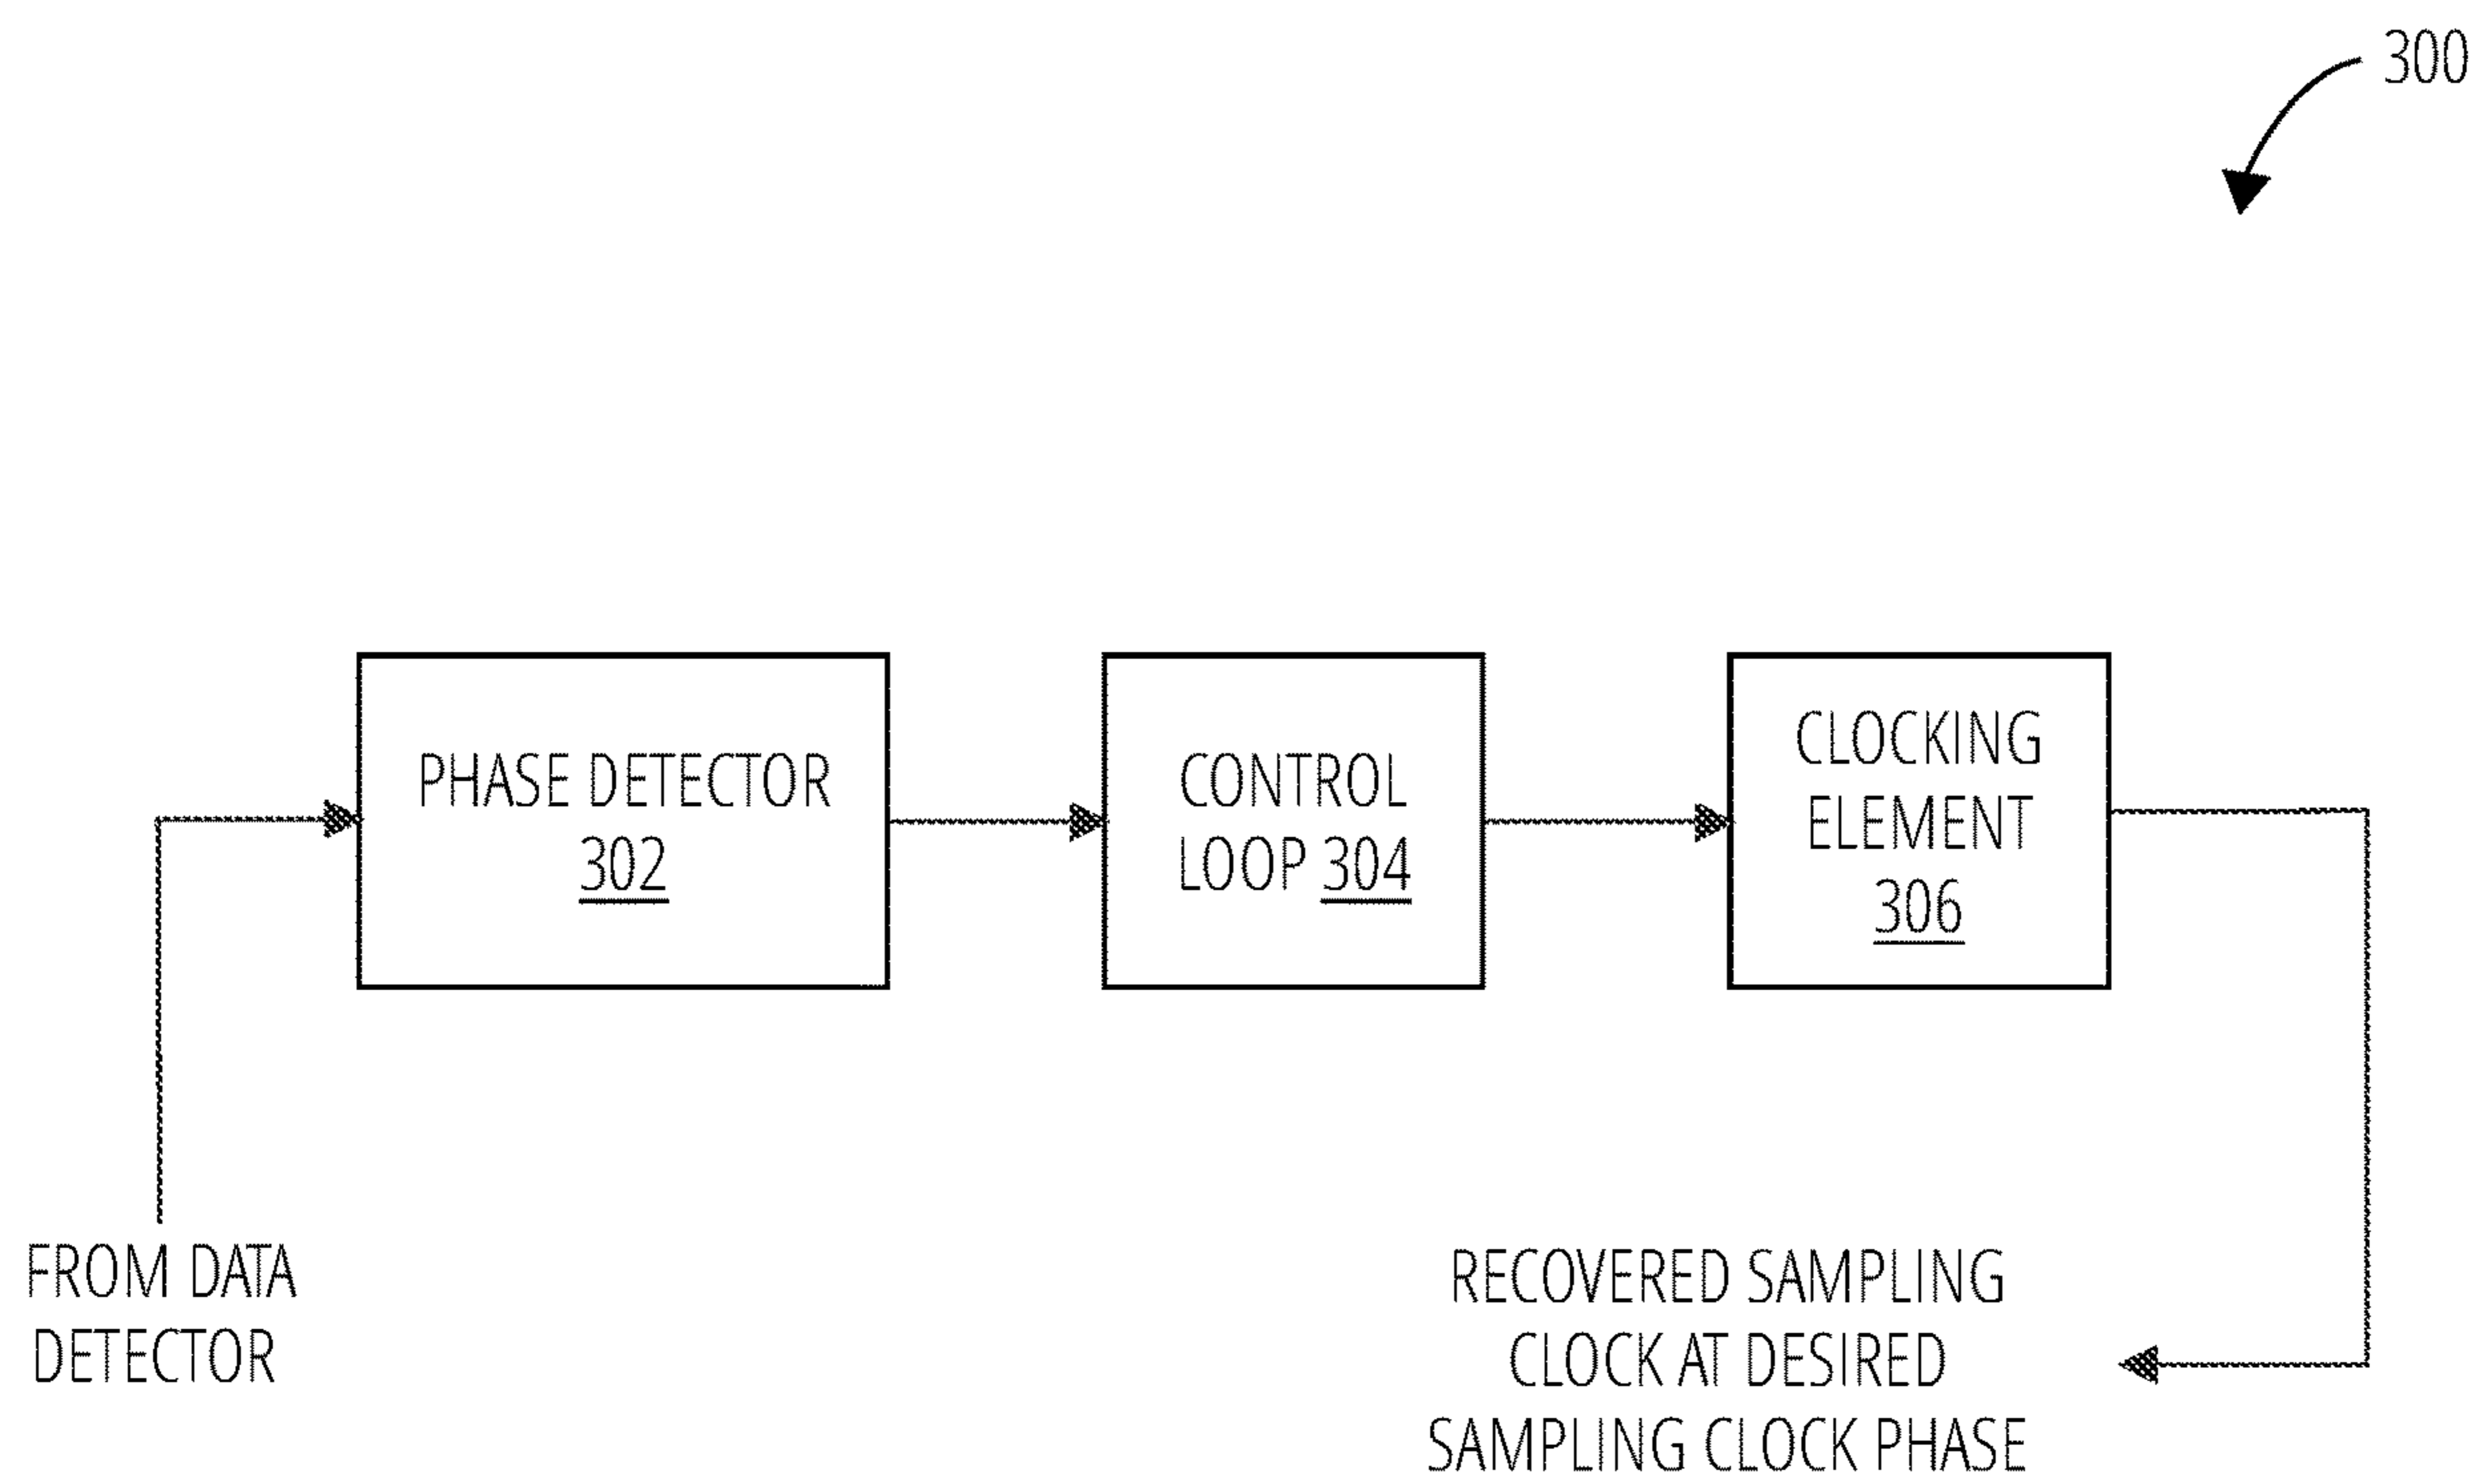 300
PHASE DETECTOR
302
CONTROL
LOOP 304
CLOCKING
ELEMENT
306
FROM DATA
DETECTOR
RECOVERED SAMPLING
CLOCK AT DESIRED
SAMPLING CLOCK PHASE